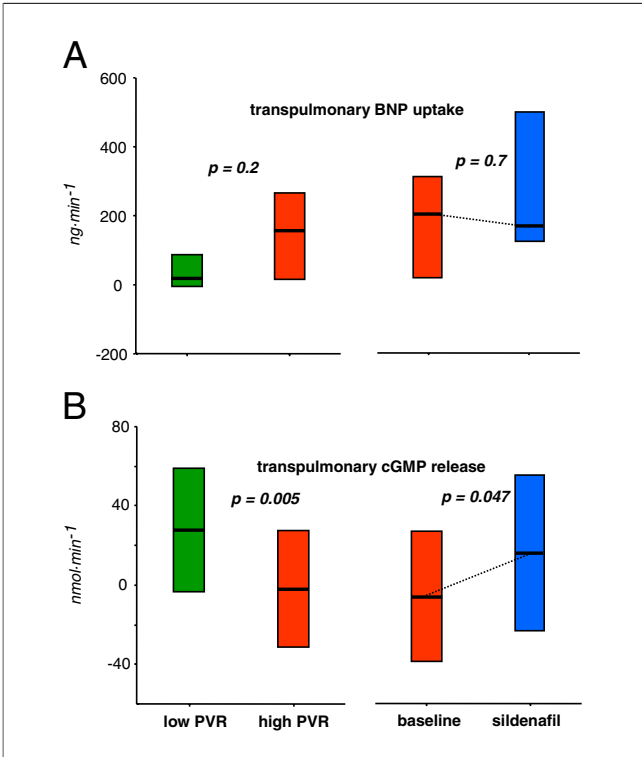 A
600
transpulmonary BNP uptake
400
p = 0.2
p = 0.7
ng·min-1
200
0
-200
B
80
transpulmonary cGMP release
p = 0.005
p = 0.047
40
nmol·min-1
0
-40
low PVR high PVR baseline sildenafil